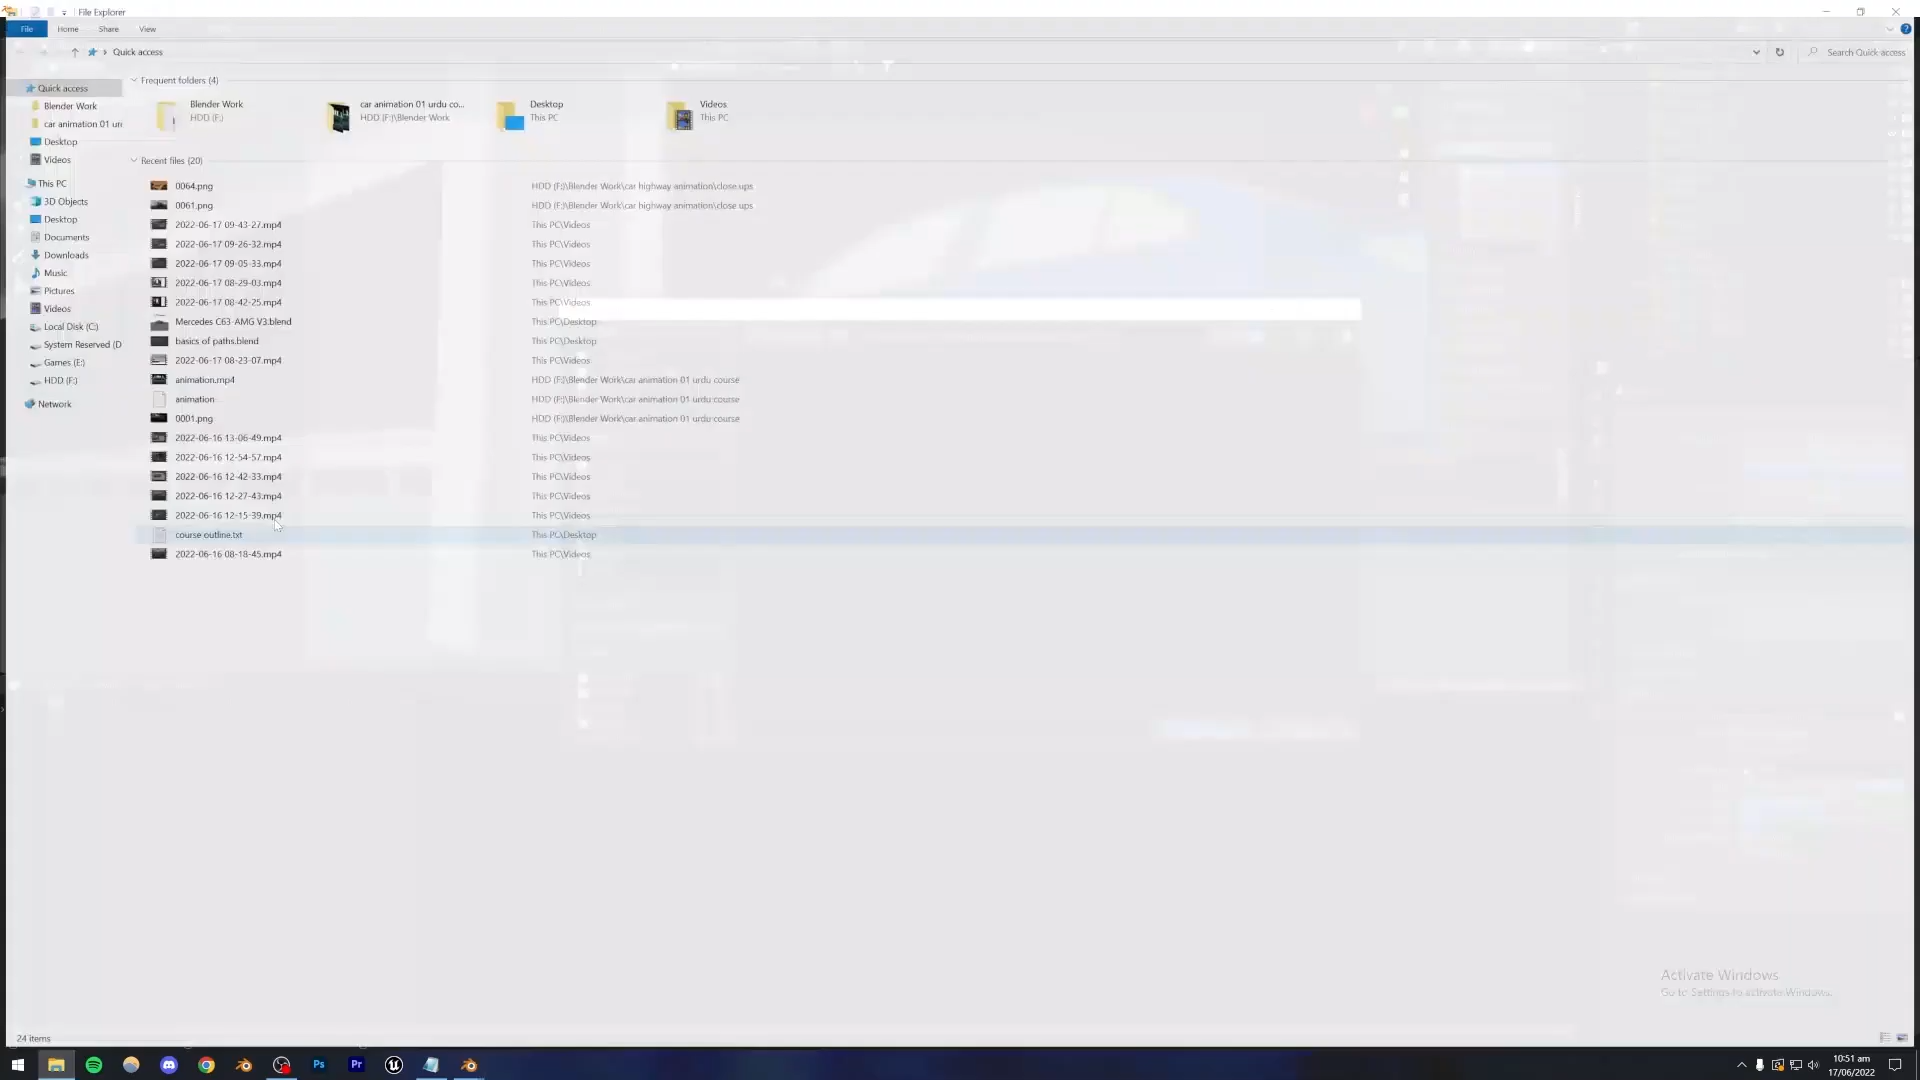 File Explorer
File Home Share View
Quick access
Search Quick access
Quick access
Blender Work
car animation 01 urd
Desktop
Videos
This PC
3D Objects
Desktop
Documents
Downloads
Music
Pictures
Videos
Local Disk (C:)
System Reserved (D
Games (E:)
HDD (F:)
Network
Frequent folders (4)
Blender Work
HDD (F:)
car animation 01 urdu co...
HDD (F:)\Blender Work
Desktop
This PC
Videos
This PC
Recent files (20)
0064.png HDD (F:)\Blender Work\car highway animation\close ups
0061.png HDD (F:)\Blender Work\car highway animation\close ups
2022-06-17 09-43-27.mp4 This PC\Videos
2022-06-17 09-26-32.mp4 This PC\Videos
2022-06-17 09-05-33.mp4 This PC\Videos
2022-06-17 08-29-03.mp4 This PC\Videos
2022-06-17 08-42-25.mp4 This PC\Videos
Mercedes C63-AMG V3.blend This PC\Desktop
basics of paths.blend This PC\Desktop
2022-06-17 08-23-07.mp4 This PC\Videos
animation.mp4 HDD (F:)\Blender Work\car animation 01 urdu course
animation HDD (F:)\Blender Work\car animation 01 urdu course
0001.png HDD (F:)\Blender Work\car animation 01 urdu course
2022-06-16 13-06-49.mp4 This PC\Videos
2022-06-16 12-54-57.mp4 This PC\Videos
2022-06-16 12-42-33.mp4 This PC\Videos
2022-06-16 12-27-43.mp4 This PC\Videos
2022-06-16 12-15-39.mp4 This PC\Videos
course outline.txt This PC\Desktop
2022-06-16 08-18-45.mp4 This PC\Videos
Activate Windows
Go to Settings to activate Windows.
24 items
Ps Pr
10:51 am
17/06/2022